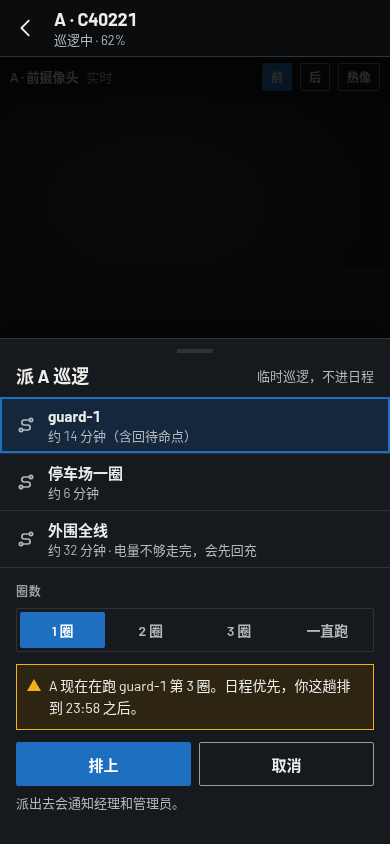 A · C40221
巡逻中 · 62%
A · 前摄像头 实时
前 后 热像
派 A 巡逻
临时巡逻，不进日程
guard-1
约 14 分钟（含回待命点）
停车场一圈
约 6 分钟
外围全线
约 32 分钟 · 电量不够走完，会先回充
圈数
1 圈 2 圈 3 圈 一直跑
A 现在在跑 guard-1 第 3 圈。日程优先，你这趟排
到 23:58 之后。
排上 取消
派出去会通知经理和管理员。